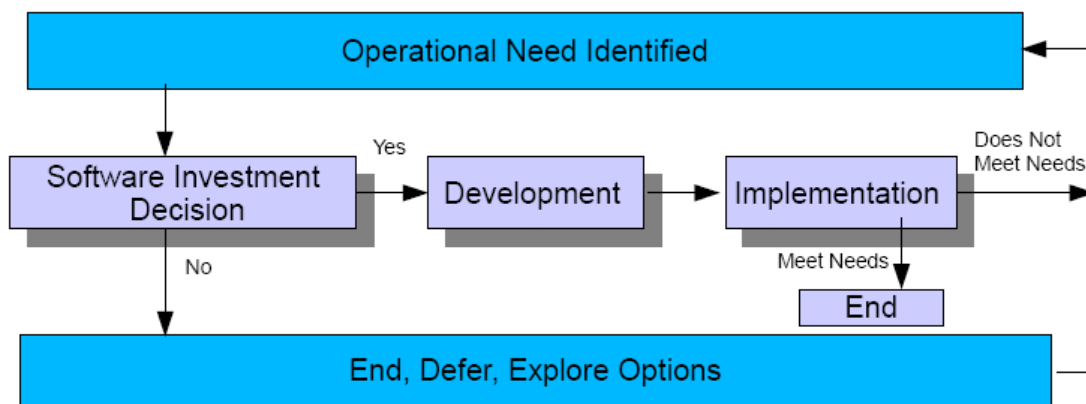 Operational Need Identified
Yes
Does Not
Meet Needs
Software Investment
Decision
Development
Implementation
No
Meet Needs
End
End, Defer, Explore Options